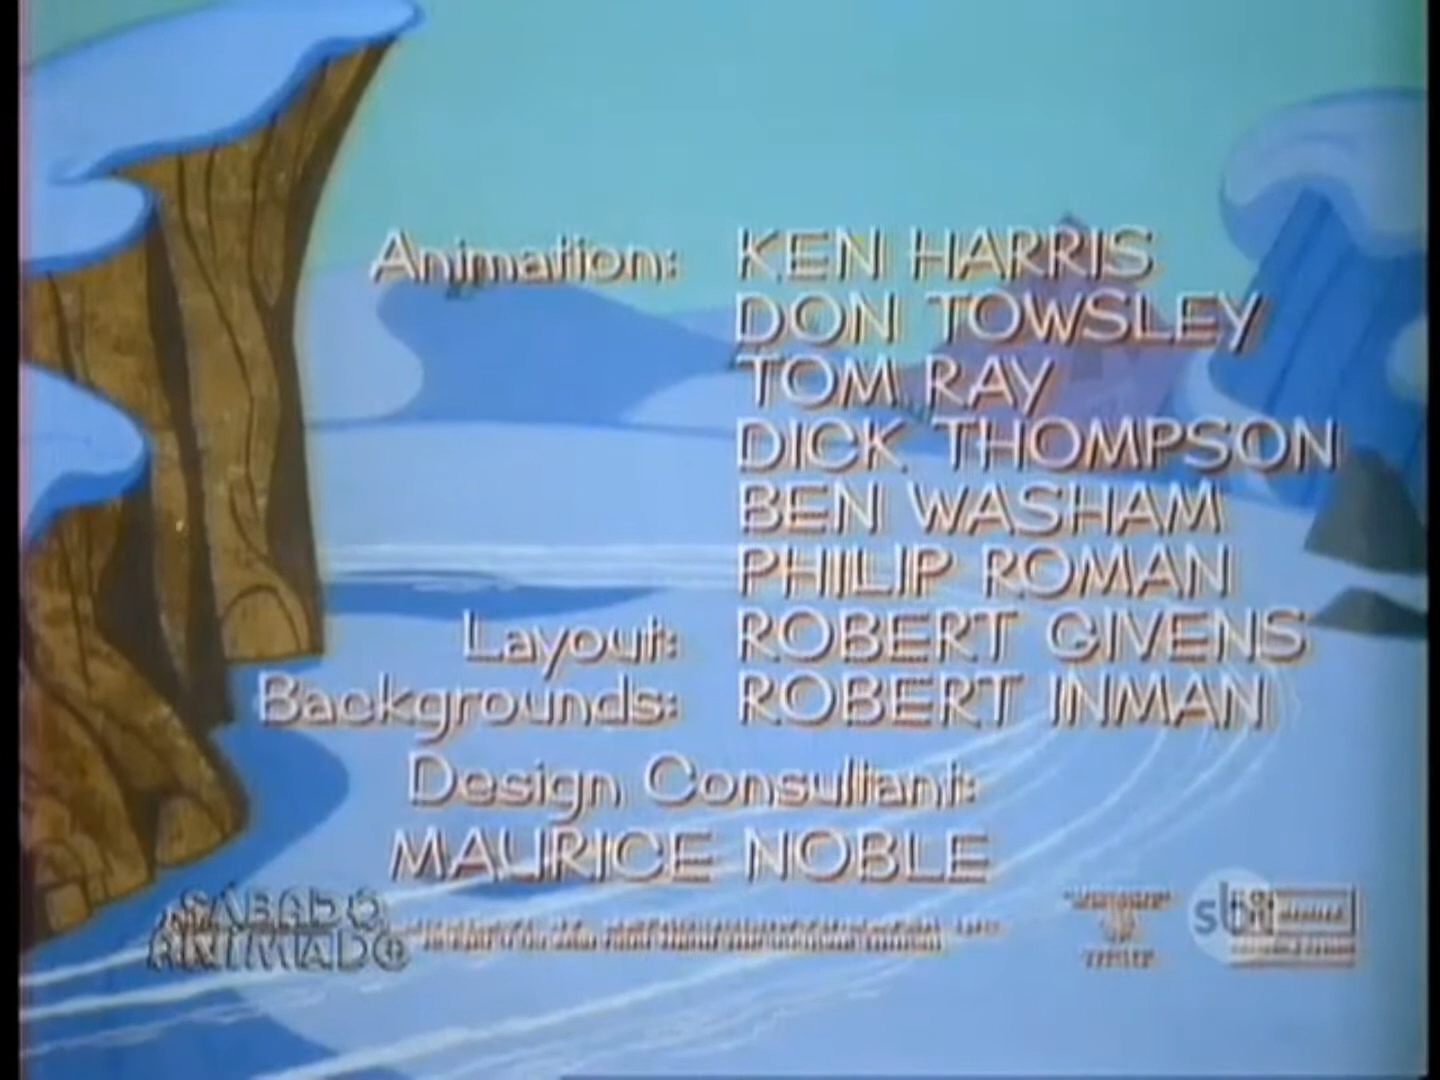 Animation: KEN HARRIS
DON TOWSLEY
TOM RAY
DICK THOMPSON
BEN WASHAM
PHILIP ROMAN
Layout: ROBERT GIVENS
Backgrounds: ROBERT INMAN
Design Consultant:
MAURICE NOBLE
SÁBADO
ANIMADO
sbt